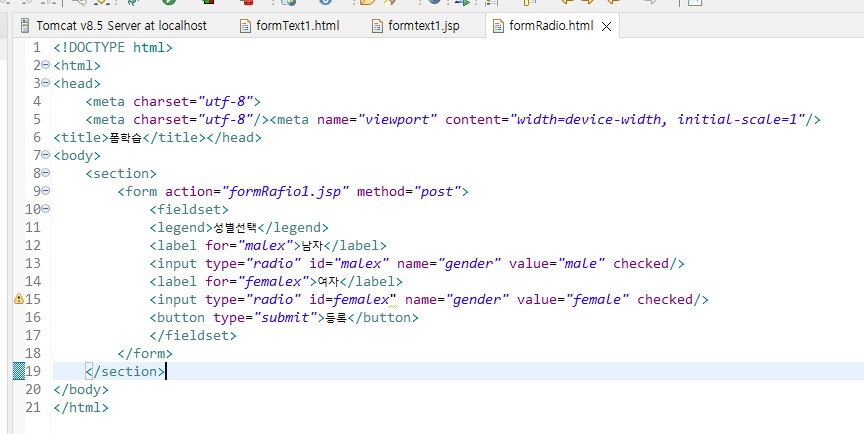 Tomcat v8.5 Server at localhost formText1.html formtext1.jsp formRadio.html
1 <!DOCTYPE html>
2 <html>
3 <head>
4 <meta charset="utf-8">
5 <meta charset="utf-8"/><meta name="viewport" content="width=device-width, initial-scale=1"/>
6 <title>폼학습</title></head>
7 <body>
8 <section>
9 <form action="formRafio1.jsp" method="post">
10 <fieldset>
11 <legend>성별선택</legend>
12 <label for="malex">남자</label>
13 <input type="radio" id="malex" name="gender" value="male" checked/>
14 <label for="femalex">여자</label>
15 <input type="radio" id=femalex" name="gender" value="female" checked/>
16 <button type="submit">등록</button>
17 </fieldset>
18 </form>
19 </section>
20 </body>
21 </html>